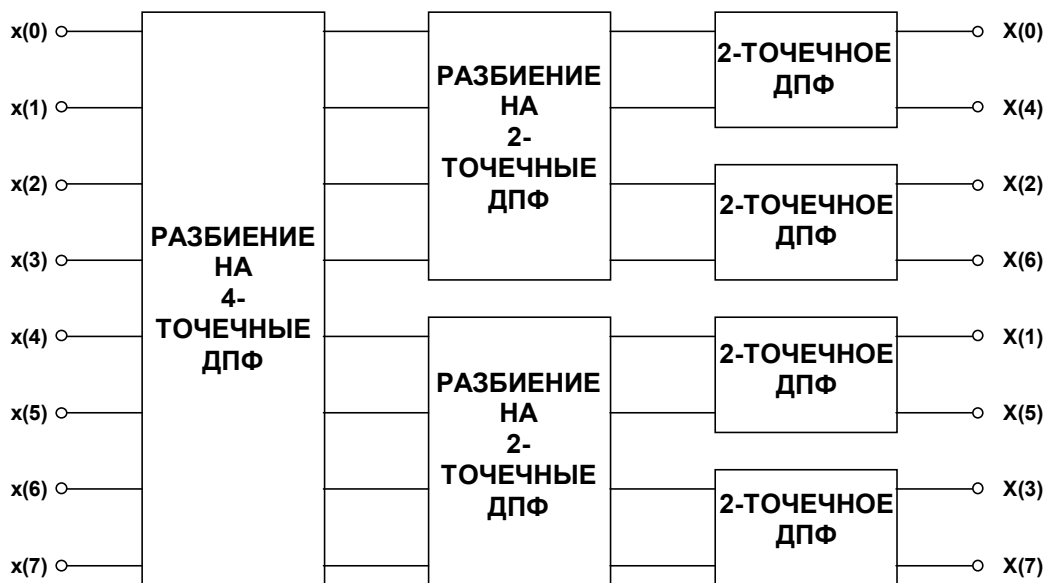 x(0)
x(1)
x(2)
x(3)
x(4)
x(5)
x(6)
x(7)
РАЗБИЕНИЕ
НА
4-
ТОЧЕЧНЫЕ
ДПФ
РАЗБИЕНИЕ
НА
2-
ТОЧЕЧНЫЕ
ДПФ
РАЗБИЕНИЕ
НА
2-
ТОЧЕЧНЫЕ
ДПФ
2-ТОЧЕЧНОЕ
ДПФ
2-ТОЧЕЧНОЕ
ДПФ
2-ТОЧЕЧНОЕ
ДПФ
2-ТОЧЕЧНОЕ
ДПФ
X(0)
X(4)
X(2)
X(6)
X(1)
X(5)
X(3)
X(7)